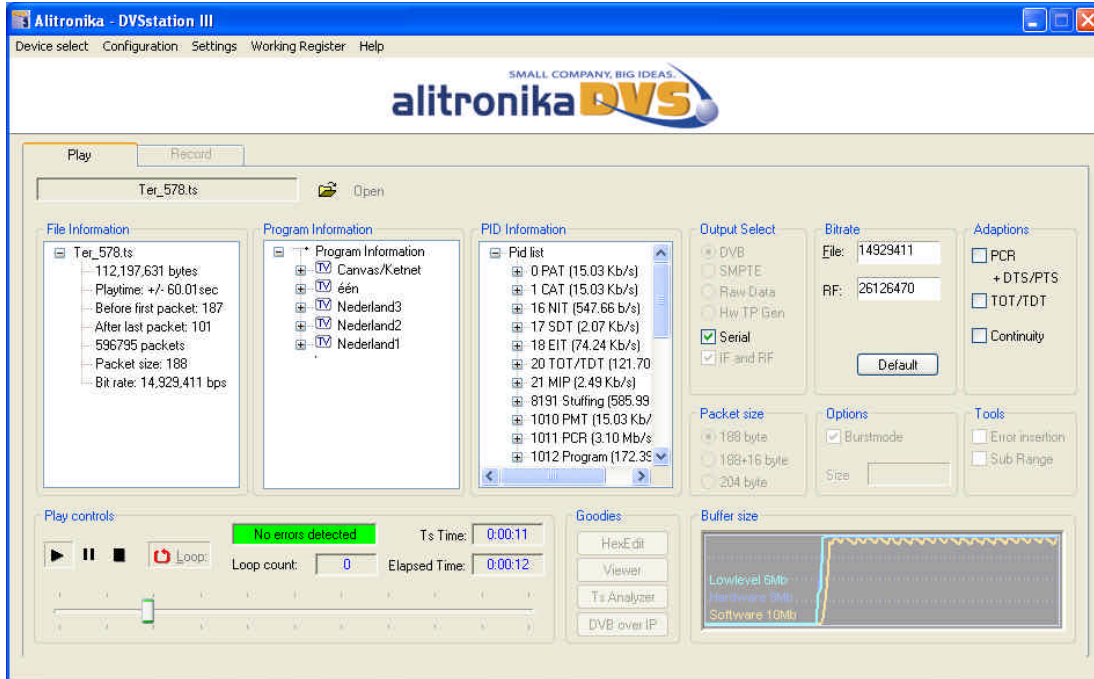 Alitronika - DVSstation III
Device select Configuration Settings Working Register Help
SMALL COMPANY, BIG IDEAS.
alitronika DVS
Play Record
Ter_578.ts Open
File Information
Ter_578.ts
112,197,631 bytes
Playtime: +/- 60.01sec
Before first packet: 187
After last packet: 101
596795 packets
Packet size: 188
Bit rate: 14,929,411 bps
Program Information
Program Information
TV Canvas/Ketnet
TV één
TV Nederland3
TV Nederland2
TV Nederland1
PID Information
Pid list
0 PAT (15.03 Kb/s)
1 CAT (15.03 Kb/s)
16 NIT (547.66 b/s)
17 SDT (2.07 Kb/s)
18 EIT (74.24 Kb/s)
20 TOT/TDT (121.70
21 MIP (2.49 Kb/s)
8191 Stuffing (585.99
1010 PMT (15.03 Kb/
1011 PCR (3.10 Mb/s
1012 Program (172.39
Output Select
DVB
SMPTE
Raw Data
Hw TP Gen
Serial
IF and RF
Bitrate
File: 14929411
RF: 26126470
Default
Adaptions
PCR
+ DTS/PTS
TOT/TDT
Continuity
Packet size
188 byte
188+16 byte
204 byte
Options
Burstmode
Size
Tools
Error insertion
Sub Range
Play controls
Loop
No errors detected
Loop count: 0
Ts Time: 0:00:11
Elapsed Time: 0:00:12
Goodies
HexEdit
Viewer
Ts Analyzer
DVB over IP
Buffer size
Lowlevel 6Mb
Hardware 8Mb
Software 10Mb